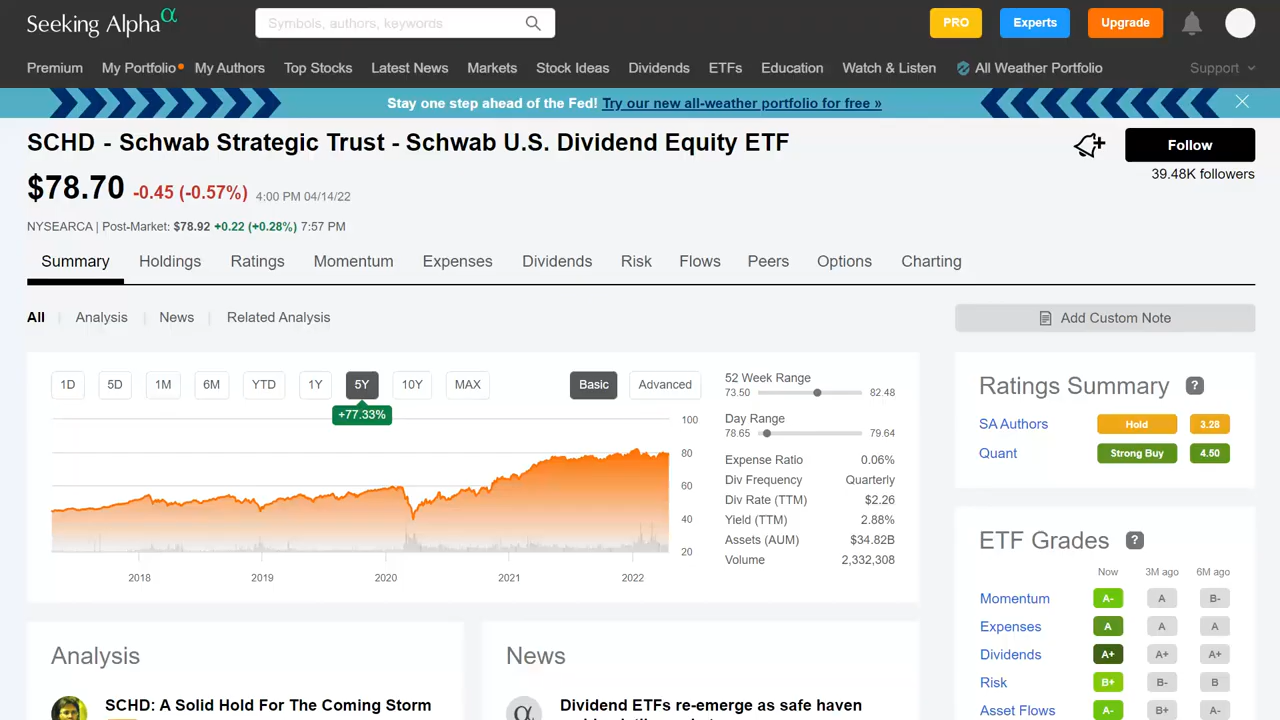 Seeking Alpha α
Symbols, authors, keywords
PRO
Experts
Upgrade
Premium
My Portfolio
My Authors
Top Stocks
Latest News
Markets
Stock Ideas
Dividends
ETFs
Education
Watch & Listen
All Weather Portfolio
Support
Stay one step ahead of the Fed! Try our new all-weather portfolio for free »
SCHD - Schwab Strategic Trust - Schwab U.S. Dividend Equity ETF
Follow
39.48K followers
$78.70 -0.45 (-0.57%) 4:00 PM 04/14/22
NYSEARCA | Post-Market: $78.92 +0.22 (+0.28%) 7:57 PM
Summary
Holdings
Ratings
Momentum
Expenses
Dividends
Risk
Flows
Peers
Options
Charting
All
Analysis
News
Related Analysis
Add Custom Note
1D
5D
1M
6M
YTD
1Y
5Y
10Y
MAX
+77.33%
Basic
Advanced
100
80
60
40
20
2018
2019
2020
2021
2022
52 Week Range
73.50
82.48
Day Range
78.65
79.64
Expense Ratio 0.06%
Div Frequency Quarterly
Div Rate (TTM) $2.26
Yield (TTM) 2.88%
Assets (AUM) $34.82B
Volume 2,332,308
Ratings Summary ?
SA Authors Hold 3.28
Quant Strong Buy 4.50
ETF Grades ?
Now 3M ago 6M ago
Momentum A- A B-
Expenses A A A
Dividends A+ A+ A+
Risk B+ B- B
Asset Flows A- B+ A-
Analysis
SCHD: A Solid Hold For The Coming Storm
News
α
Dividend ETFs re-emerge as safe haven